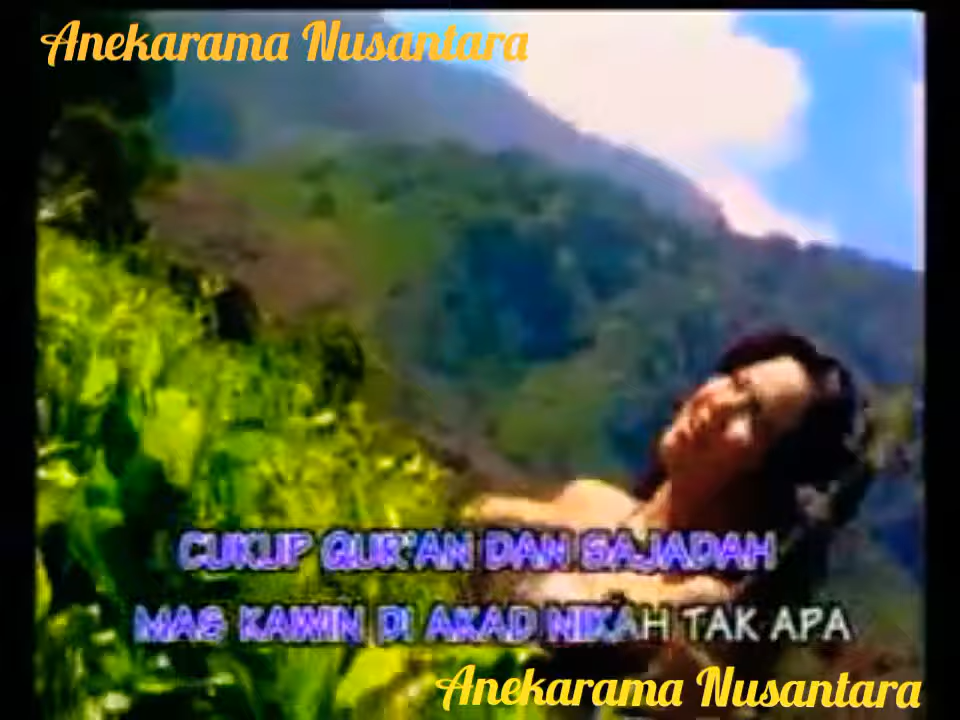 Anekarama Nusantara
CUKUP QUR'AN DAN SAJADAH
MAS KAWIN DI AKAD NIKAH TAK APA
Anekarama Nusantara